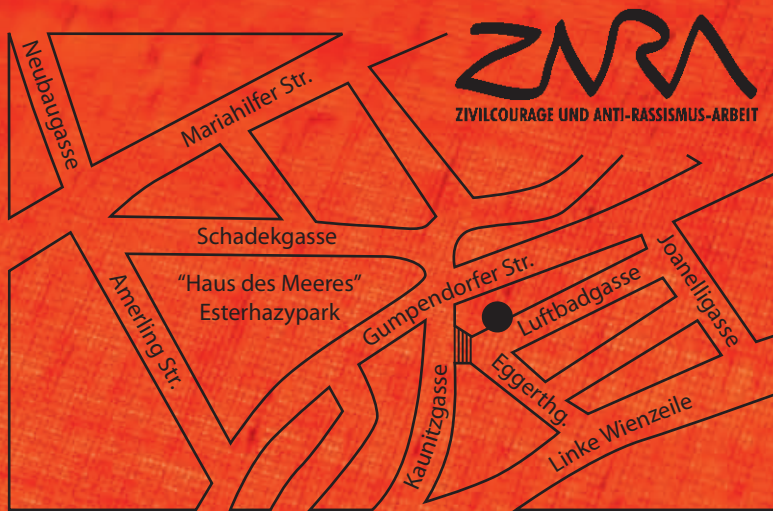 ZARA
ZIVILCOURAGE UND ANTI-RASSISMUS-ARBEIT
Neubaugasse
Mariahilfer Str.
Schadekgasse
"Haus des Meeres"
Esterhazypark
Amerling Str.
Gumpendorfer Str.
Joanelligasse
Luftbadgasse
Eggerthg.
Kaunitzgasse
Linke Wienzeile